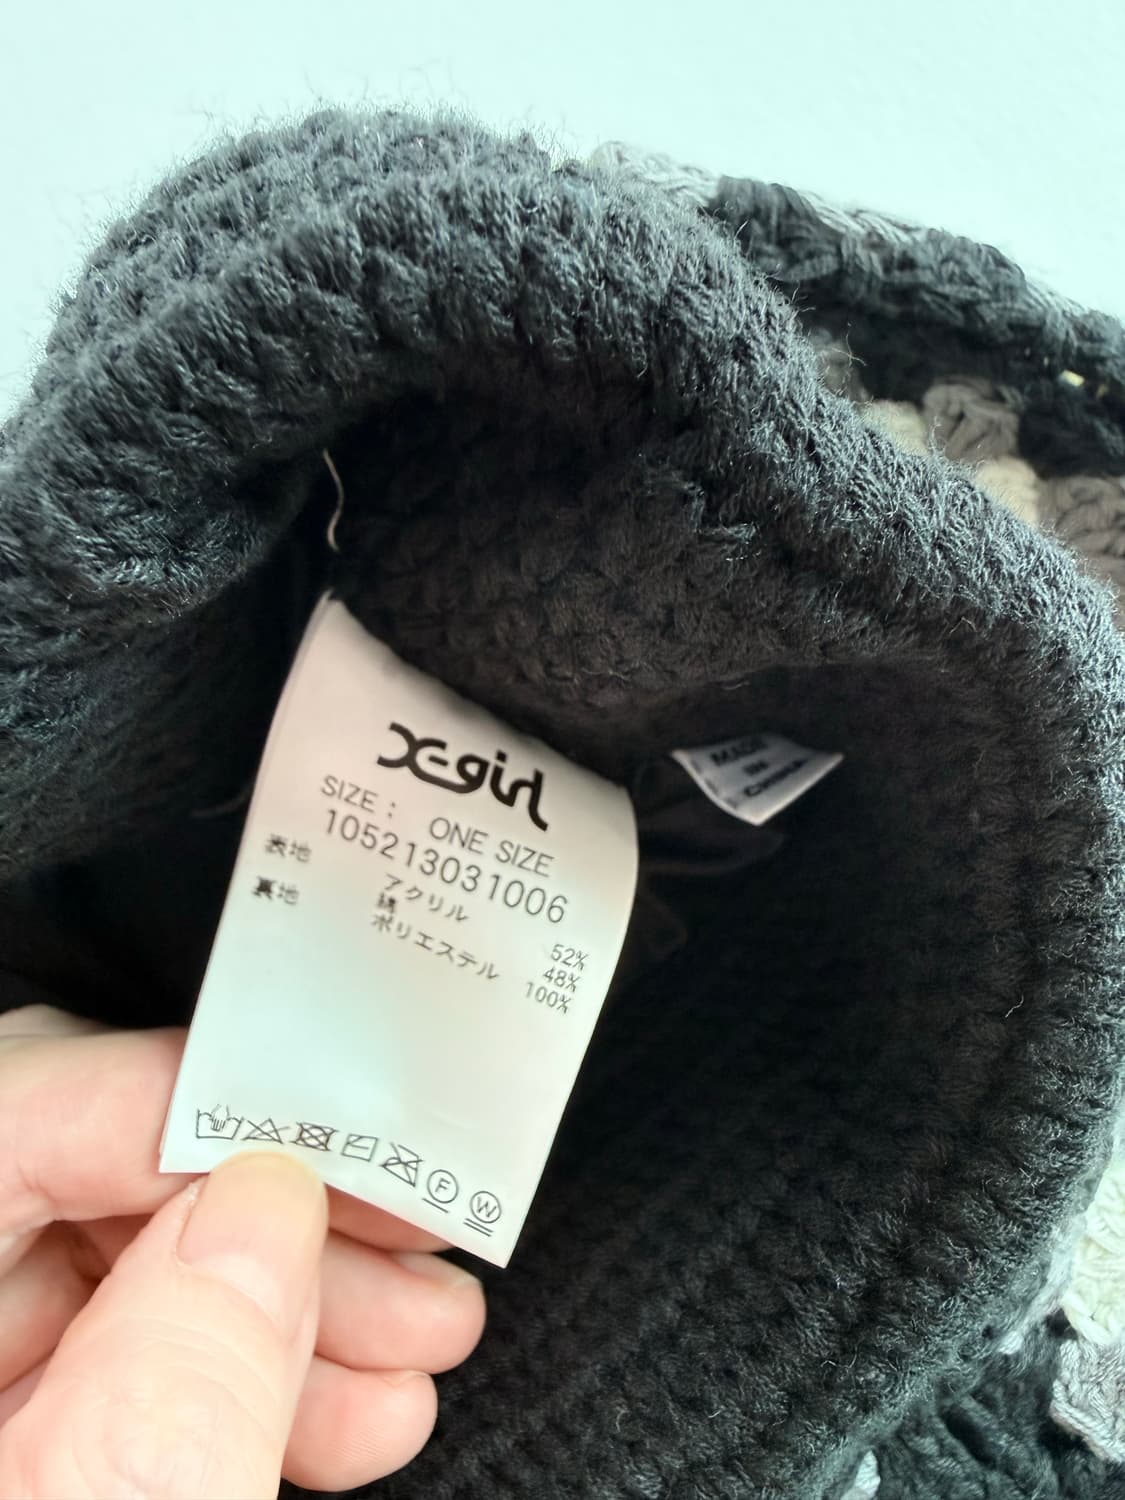 X-girl
SIZE : ONE SIZE
105213031006
表地 アクリル 52%
綿 48%
裏地 ポリエステル 100%
F
W
MADE
IN
CHINA